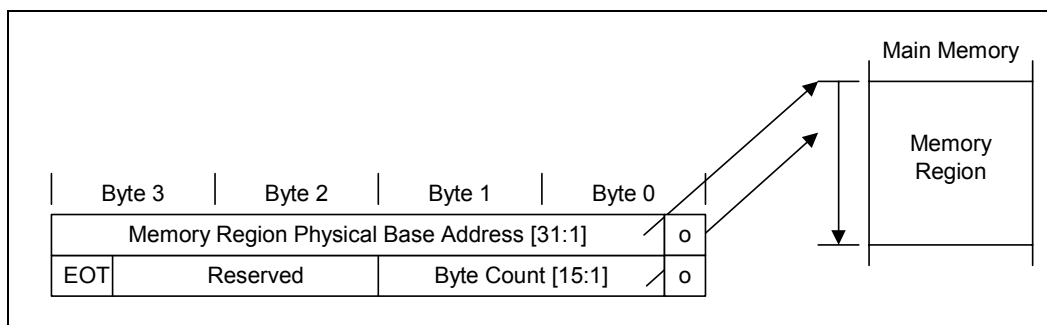 Main Memory
Memory
Region
Byte 3 Byte 2 Byte 1 Byte 0
Memory Region Physical Base Address [31:1] o
EOT Reserved Byte Count [15:1] o